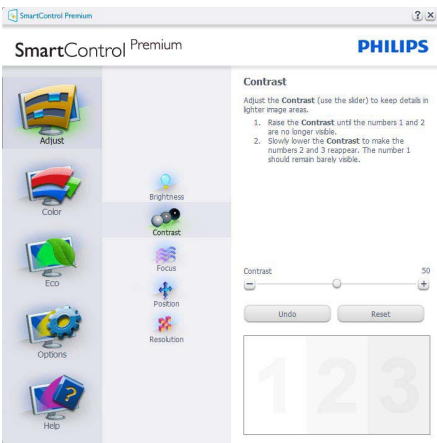 SmartControl Premium
? X
SmartControl Premium
PHILIPS
Adjust
Color
Eco
Options
Help
Brightness
Contrast
Focus
Position
Resolution
Contrast
Adjust the Contrast (use the slider) to keep details in
lighter image areas.
1. Raise the Contrast until the numbers 1 and 2
are no longer visible.
2. Slowly lower the Contrast to make the
numbers 2 and 3 reappear. The number 1
should remain barely visible.
Contrast 50
− +
Undo Reset
1 2 3